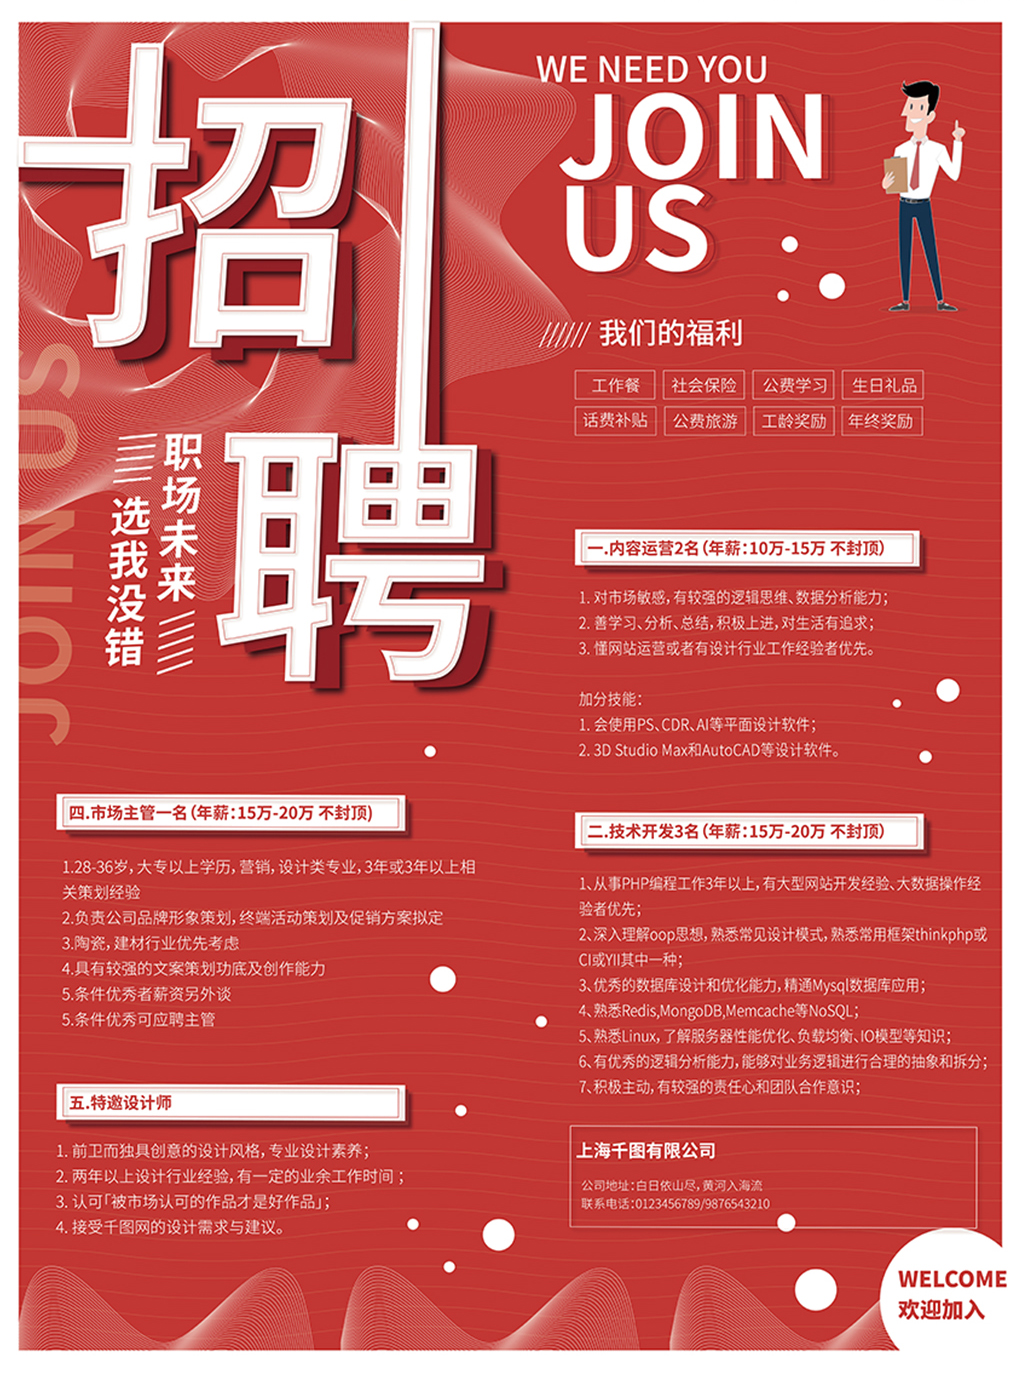 招聘
JOIN US
职场未来
选我没错
WE NEED YOU
JOIN
US
我们的福利
工作餐 社会保险 公费学习 生日礼品
话费补贴 公费旅游 工龄奖励 年终奖励
一.内容运营2名（年薪：10万-15万 不封顶）
1. 对市场敏感，有较强的逻辑思维、数据分析能力；
2. 善学习、分析、总结，积极上进，对生活有追求；
3. 懂网站运营或者有设计行业工作经验者优先。
加分技能：
1. 会使用PS、CDR、AI等平面设计软件；
2. 3D Studio Max和AutoCAD等设计软件。
二.技术开发3名（年薪：15万-20万 不封顶）
1、从事PHP编程工作3年以上，有大型网站开发经验、大数据操作经
验者优先；
2、深入理解oop思想，熟悉常见设计模式，熟悉常用框架thinkphp或
CI或YII其中一种；
3、优秀的数据库设计和优化能力，精通Mysql数据库应用；
4、熟悉Redis,MongoDB,Memcache等NoSQL；
5、熟悉Linux，了解服务器性能优化、负载均衡、IO模型等知识；
6、有优秀的逻辑分析能力，能够对业务逻辑进行合理的抽象和拆分；
7、积极主动，有较强的责任心和团队合作意识；
四.市场主管一名（年薪：15万-20万 不封顶）
1.28-36岁，大专以上学历，营销，设计类专业，3年或3年以上相
关策划经验
2.负责公司品牌形象策划，终端活动策划及促销方案拟定
3.陶瓷，建材行业优先考虑
4.具有较强的文案策划功底及创作能力
5.条件优秀者薪资另外谈
5.条件优秀可应聘主管
五.特邀设计师
1. 前卫而独具创意的设计风格，专业设计素养；
2. 两年以上设计行业经验，有一定的业余工作时间；
3. 认可「被市场认可的作品才是好作品」；
4. 接受千图网的设计需求与建议。
上海千图有限公司
公司地址：白日依山尽，黄河入海流
联系电话：0123456789/9876543210
WELCOME
欢迎加入